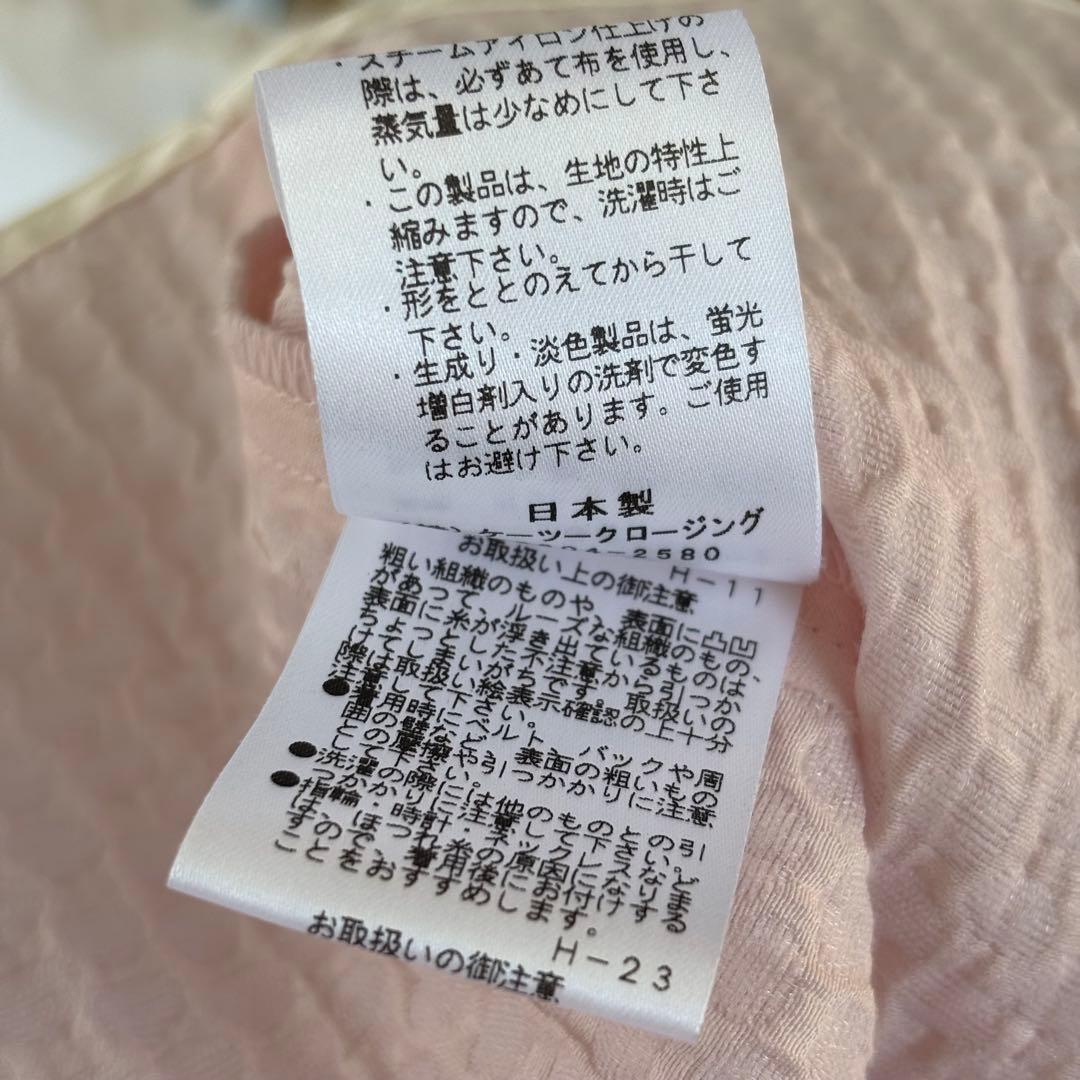 ・スチームアイロン仕上げの
際は、必ずあて布を使用し、
蒸気量は少なめにして下さ
い。
・この製品は、生地の特性上
縮みますので、洗濯時はご
注意下さい。
・形をととのえてから干して
下さい。
・生成り・淡色製品は、蛍光
増白剤入りの洗剤で変色す
ることがあります。ご使用
はお避け下さい。
日本製
ケーツークロージング
2580
H-11
お取扱い上の御注意
粗い組織のものや、表面に凸凹
があって、ルーズな組織のもの、
表面に糸が浮き出ているものは
ちょっとした不注意から引つか
けてしまいがちです。取扱いの
際は取扱い絵表示確認の上十分
注意して下さい。
●着用時にベルト、バックや周
囲の壁など、表面の粗いもの
との摩擦や引つかかりに注意
して下さい。
●洗濯の際には他のものとの引
つかかりに注意して下さい。
●指輪・時計・ネックレスなど
は、ほつれ糸の原因になりま
すので、着用後にお付けする
ことをおすすめします。
H-23
お取扱いの御注意